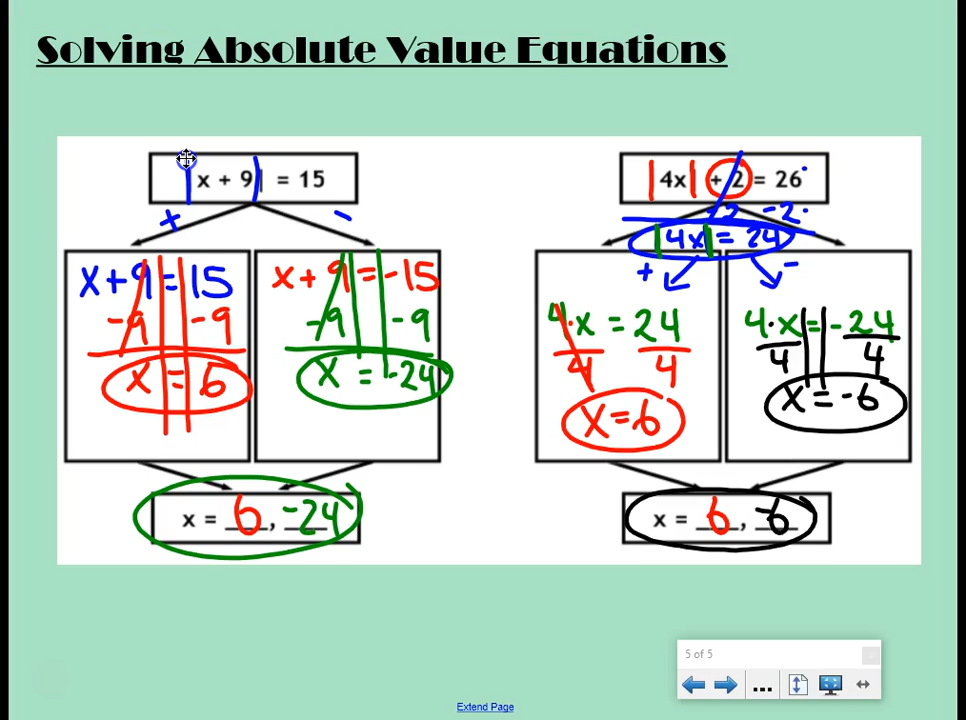 Solving Absolute Value Equations
|x + 9| = 15
+ -
x+9=15
-9 -9
x = 6
x+9=-15
-9 -9
x = -24
x = 6, -24
|4x| + 2 = 26
-2 -2
|4x| = 24
+ -
4·x = 24
4 4
x=6
4·x = -24
4 4
x = -6
x = 6, -6
5 of 5
...
Extend Page